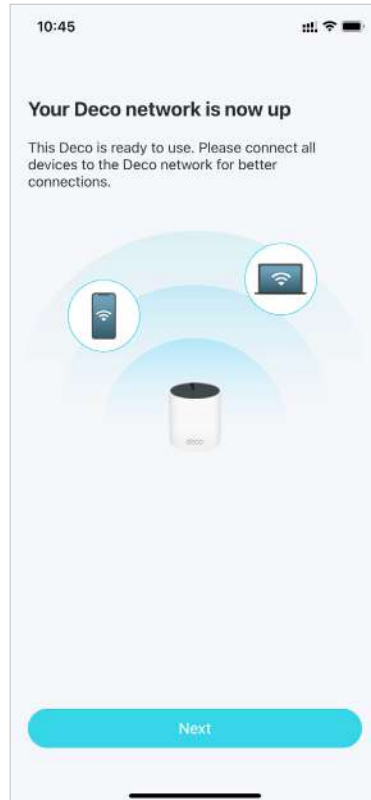 10:45
Your Deco network is now up
This Deco is ready to use. Please connect all
devices to the Deco network for better
connections.
deco
Next